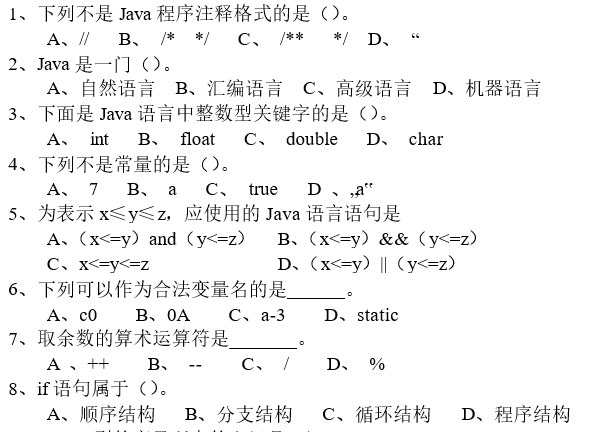 1、下列不是 Java 程序注释格式的是（）。
A、// B、 /* */ C、 /** */ D、 “
2、Java 是一门（）。
A、自然语言 B、汇编语言 C、高级语言 D、机器语言
3、下面是 Java 语言中整数型关键字的是（）。
A、 int B、 float C、 double D、 char
4、下列不是常量的是（）。
A、 7 B、 a C、 true D 、„a‟
5、为表示 x≤y≤z，应使用的 Java 语言语句是
A、（x<=y）and（y<=z） B、（x<=y）&&（y<=z）
C、x<=y<=z D、（x<=y）||（y<=z）
6、下列可以作为合法变量名的是______。
A、c0 B、0A C、a-3 D、static
7、取余数的算术运算符是_______。
A 、++ B、 -- C、 / D、 %
8、if 语句属于（）。
A、顺序结构 B、分支结构 C、循环结构 D、程序结构